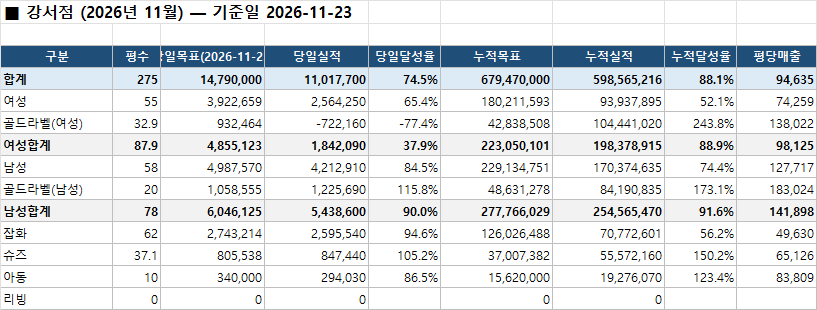 ■ 강서점 (2026년 11월) — 기준일 2026-11-23
구분 평수 당일목표(2026-11-2 당일실적 당일달성율 누적목표 누적실적 누적달성율 평당매출
합계 275 14,790,000 11,017,700 74.5% 679,470,000 598,565,216 88.1% 94,635
여성 55 3,922,659 2,564,250 65.4% 180,211,593 93,937,895 52.1% 74,259
골드라벨(여성) 32.9 932,464 -722,160 -77.4% 42,838,508 104,441,020 243.8% 138,022
여성합계 87.9 4,855,123 1,842,090 37.9% 223,050,101 198,378,915 88.9% 98,125
남성 58 4,987,570 4,212,910 84.5% 229,134,751 170,374,635 74.4% 127,717
골드라벨(남성) 20 1,058,555 1,225,690 115.8% 48,631,278 84,190,835 173.1% 183,024
남성합계 78 6,046,125 5,438,600 90.0% 277,766,029 254,565,470 91.6% 141,898
잡화 62 2,743,214 2,595,540 94.6% 126,026,488 70,772,601 56.2% 49,630
슈즈 37.1 805,538 847,440 105.2% 37,007,382 55,572,160 150.2% 65,126
아동 10 340,000 294,030 86.5% 15,620,000 19,276,070 123.4% 83,809
리빙 0 0 0 0